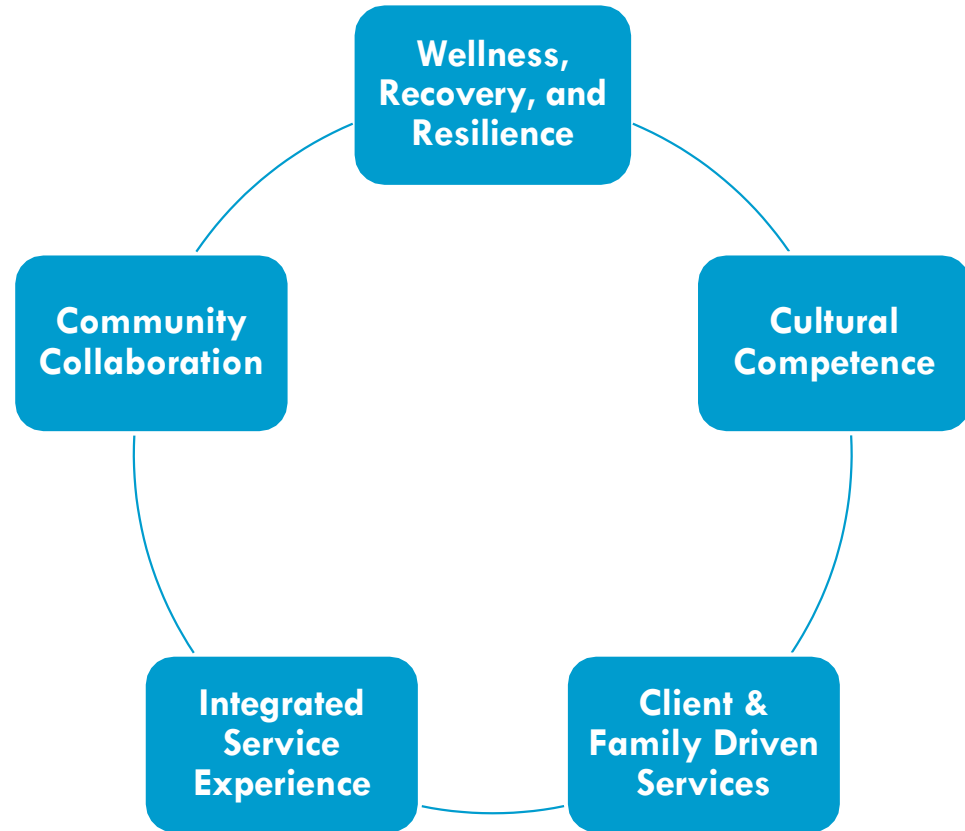 Wellness,
Recovery, and
Resilience
Community
Collaboration
Cultural
Competence
Integrated
Service
Experience
Client &
Family Driven
Services